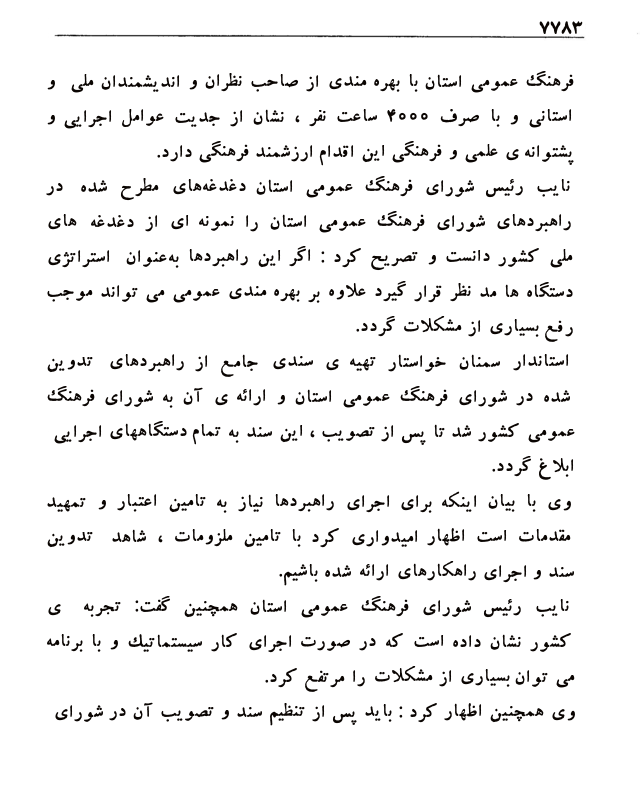 ۷۷۸۳
فرهنگ عمومی استان با بهره مندی از صاحب نظران و اندیشمندان ملی و
استانی و با صرف ۴۰۰۰ ساعت نفر ، نشان از جدیت عوامل اجرایی و
پشتوانه ی علمی و فرهنگی این اقدام ارزشمند فرهنگی دارد.
نایب رئیس شورای فرهنگ عمومی استان دغدغه‌های مطرح شده در
راهبردهای شورای فرهنگ عمومی استان را نمونه ای از دغدغه های
ملی کشور دانست و تصریح کرد : اگر این راهبردها به‌عنوان استراتژی
دستگاه ها مد نظر قرار گیرد علاوه بر بهره مندی عمومی می تواند موجب
رفع بسیاری از مشکلات گردد.
استاندار سمنان خواستار تهیه ی سندی جامع از راهبردهای تدوین
شده در شورای فرهنگ عمومی استان و ارائه ی آن به شورای فرهنگ
عمومی کشور شد تا پس از تصویب ، این سند به تمام دستگاههای اجرایی
ابلاغ گردد.
وی با بیان اینکه برای اجرای راهبردها نیاز به تامین اعتبار و تمهید
مقدمات است اظهار امیدواری کرد با تامین ملزومات ، شاهد تدوین
سند و اجرای راهکارهای ارائه شده باشیم.
نایب رئیس شورای فرهنگ عمومی استان همچنین گفت: تجربه ی
کشور نشان داده است که در صورت اجرای کار سیستماتیك و با برنامه
می توان بسیاری از مشکلات را مرتفع کرد.
وی همچنین اظهار کرد : باید پس از تنظیم سند و تصویب آن در شورای